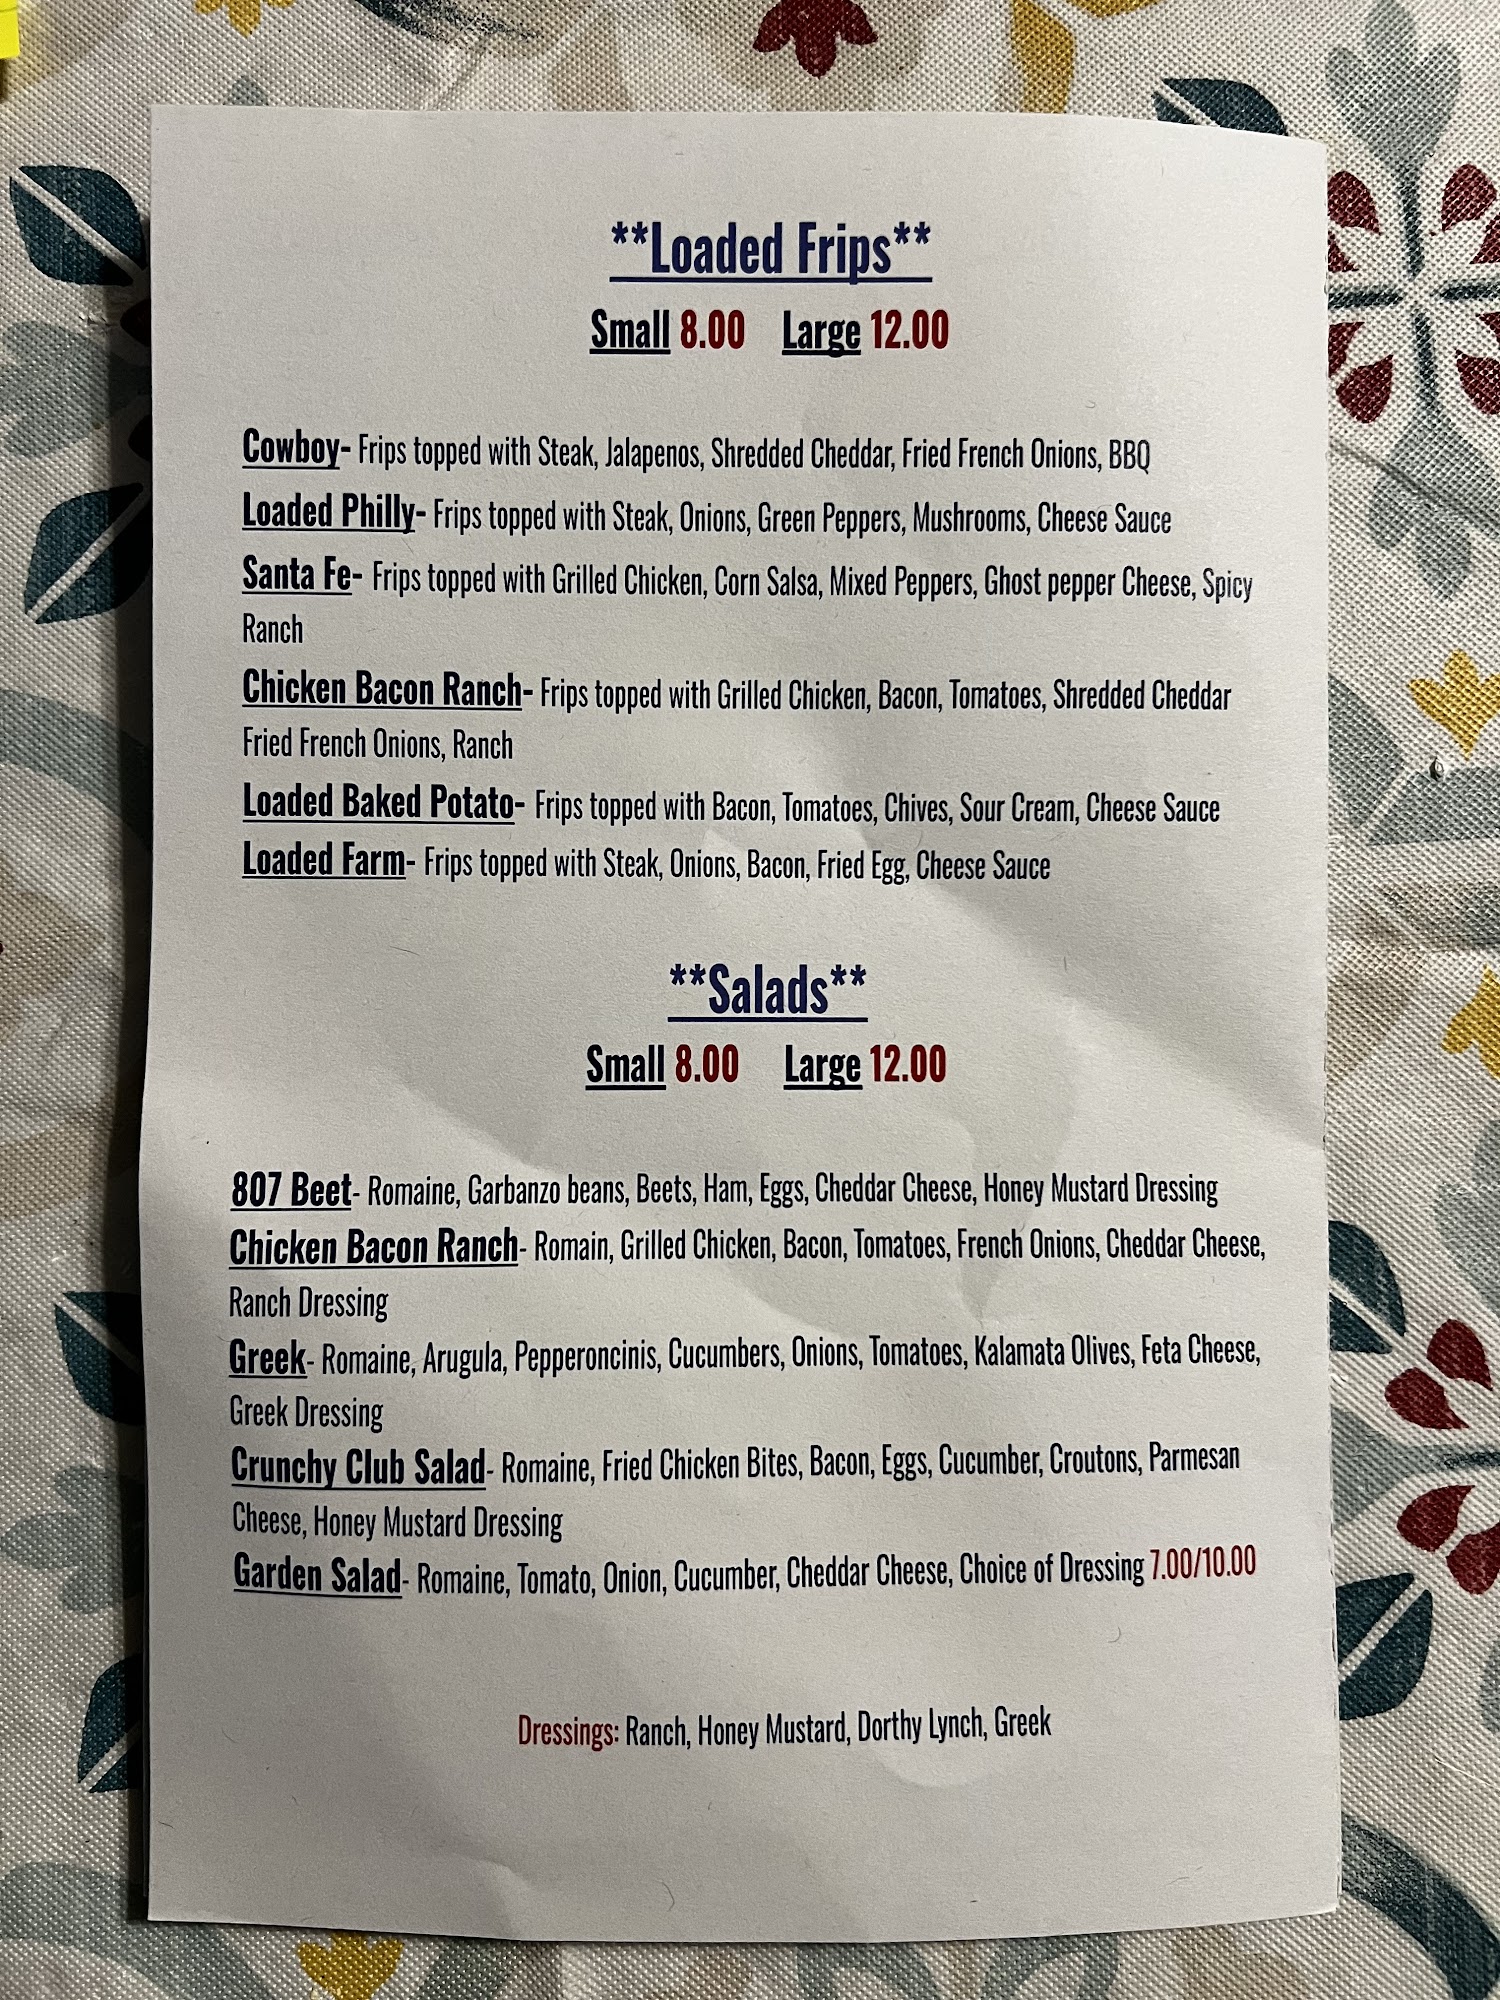 **Loaded Frips**
Small 8.00 Large 12.00
Cowboy- Frips topped with Steak, Jalapenos, Shredded Cheddar, Fried French Onions, BBQ
Loaded Philly- Frips topped with Steak, Onions, Green Peppers, Mushrooms, Cheese Sauce
Santa Fe- Frips topped with Grilled Chicken, Corn Salsa, Mixed Peppers, Ghost pepper Cheese, Spicy
Ranch
Chicken Bacon Ranch- Frips topped with Grilled Chicken, Bacon, Tomatoes, Shredded Cheddar
Fried French Onions, Ranch
Loaded Baked Potato- Frips topped with Bacon, Tomatoes, Chives, Sour Cream, Cheese Sauce
Loaded Farm- Frips topped with Steak, Onions, Bacon, Fried Egg, Cheese Sauce
**Salads**
Small 8.00 Large 12.00
807 Beet- Romaine, Garbanzo beans, Beets, Ham, Eggs, Cheddar Cheese, Honey Mustard Dressing
Chicken Bacon Ranch- Romain, Grilled Chicken, Bacon, Tomatoes, French Onions, Cheddar Cheese,
Ranch Dressing
Greek- Romaine, Arugula, Pepperoncinis, Cucumbers, Onions, Tomatoes, Kalamata Olives, Feta Cheese,
Greek Dressing
Crunchy Club Salad- Romaine, Fried Chicken Bites, Bacon, Eggs, Cucumber, Croutons, Parmesan
Cheese, Honey Mustard Dressing
Garden Salad- Romaine, Tomato, Onion, Cucumber, Cheddar Cheese, Choice of Dressing 7.00/10.00
Dressings: Ranch, Honey Mustard, Dorthy Lynch, Greek